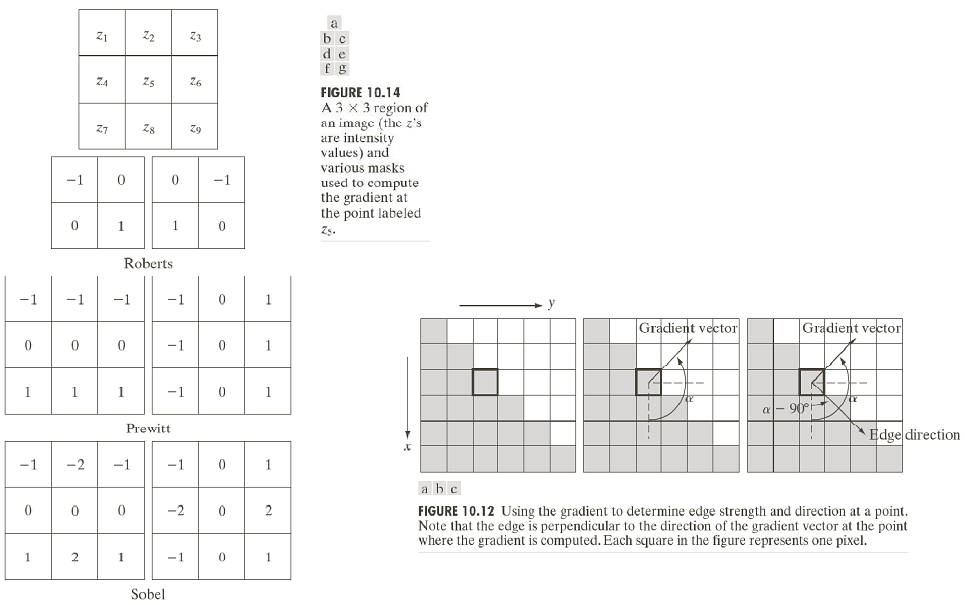 z1 z2 z3
z4 z5 z6
z7 z8 z9
−1 0 0 −1
0 1 1 0
Roberts
−1 −1 −1 −1 0 1
0 0 0 −1 0 1
1 1 1 −1 0 1
Prewitt
−1 −2 −1 −1 0 1
0 0 0 −2 0 2
1 2 1 −1 0 1
Sobel
a
b c
d e
f g
FIGURE 10.14
A 3 × 3 region of
an image (the z's
are intensity
values) and
various masks
used to compute
the gradient at
the point labeled
z5.
y
x
Gradient vector
α
Gradient vector
α
α − 90°
Edge direction
a b c
FIGURE 10.12 Using the gradient to determine edge strength and direction at a point.
Note that the edge is perpendicular to the direction of the gradient vector at the point
where the gradient is computed. Each square in the figure represents one pixel.